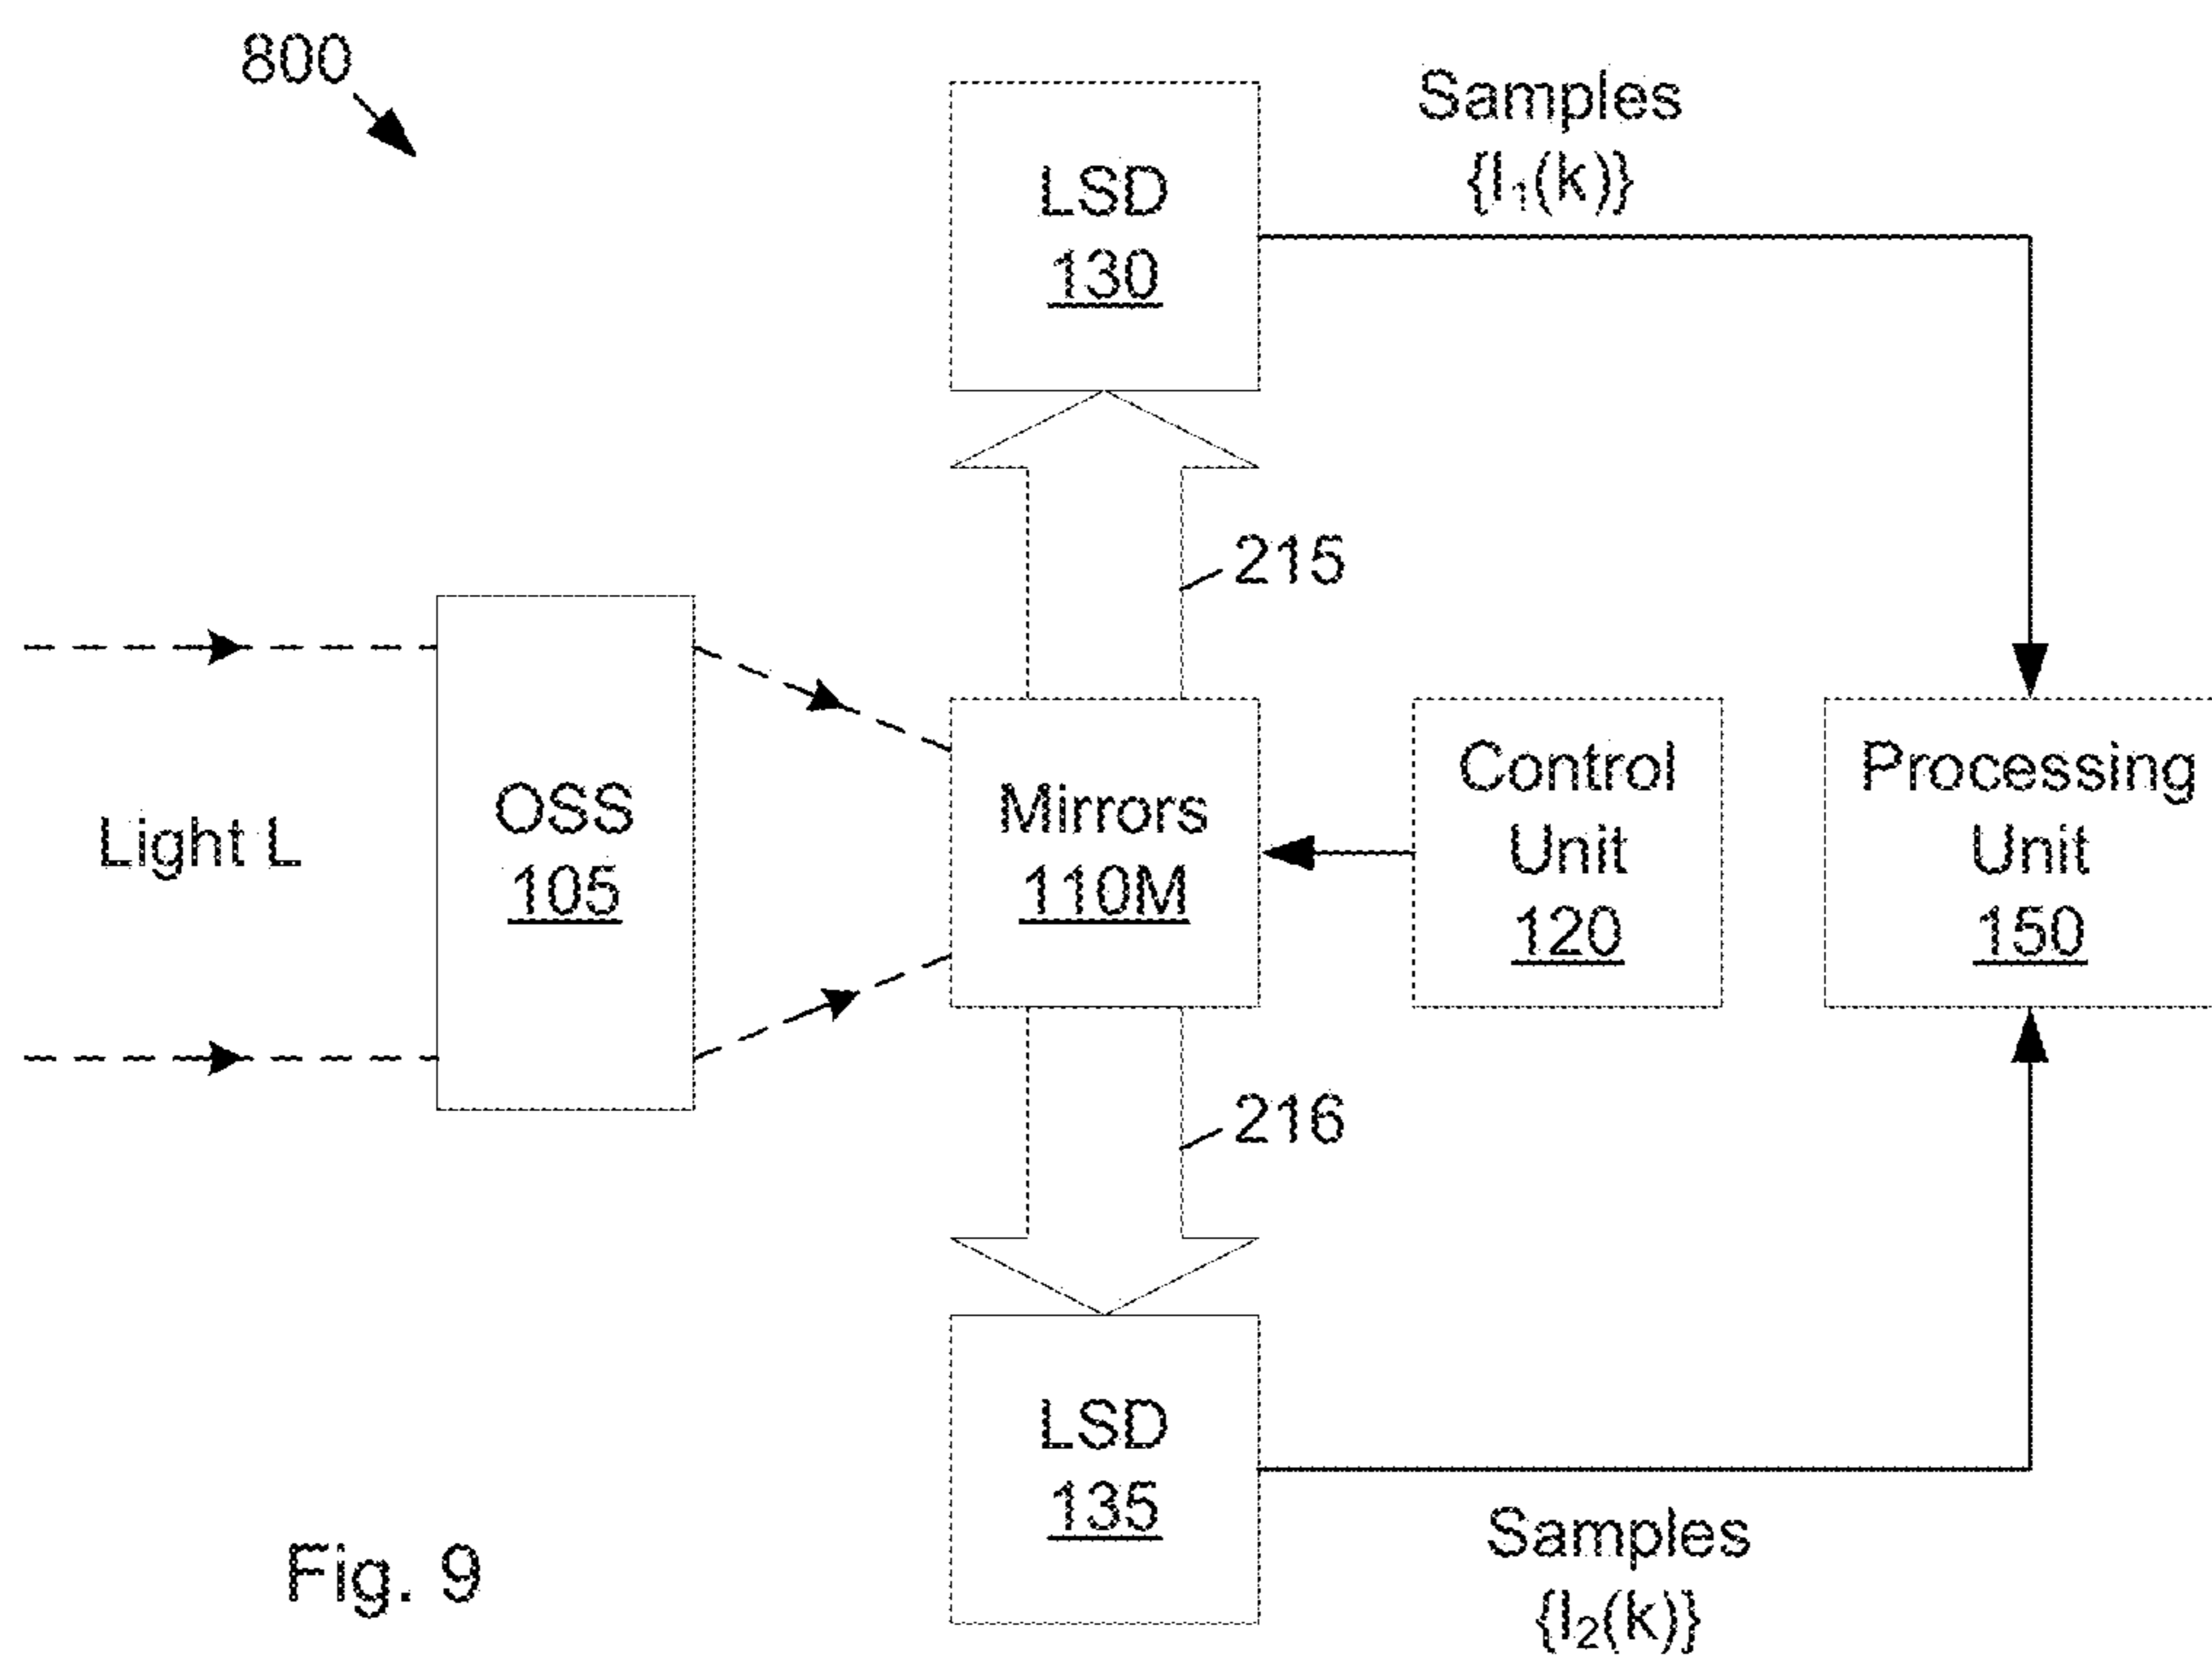 800
LSD
130
Samples
{I₁(k)}
215
Light L
OSS
105
Mirrors
110M
Control
Unit
120
Processing
Unit
150
216
LSD
135
Samples
{I₂(k)}
Fig. 9